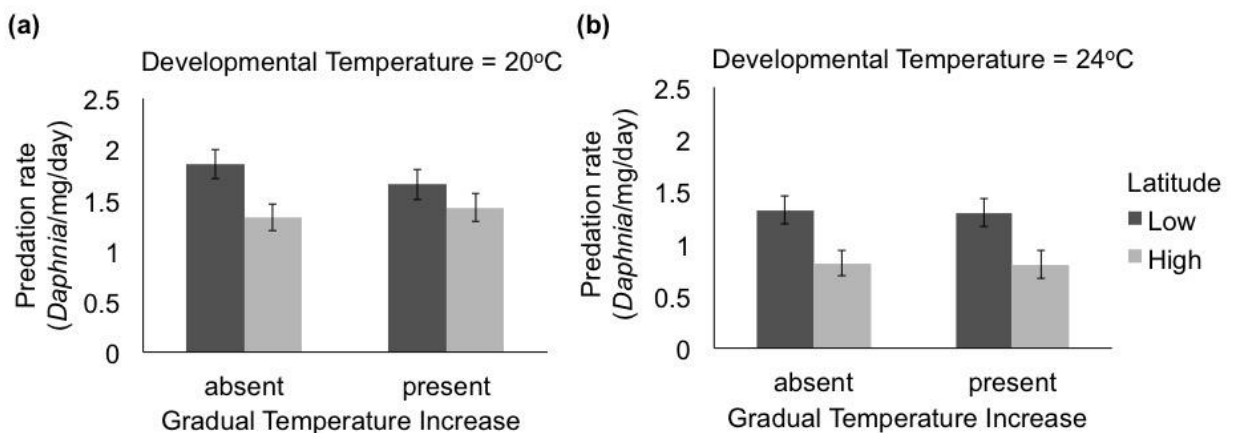 (a)
Developmental Temperature = 20°C
Predation rate
(Daphnia/mg/day)
2.5
2
1.5
1
0.5
0
absent present
Gradual Temperature Increase
(b)
Developmental Temperature = 24°C
Predation rate
(Daphnia/mg/day)
2.5
2
1.5
1
0.5
0
absent present
Gradual Temperature Increase
Latitude
Low
High